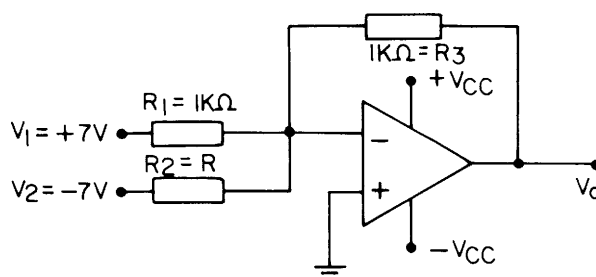 1KΩ = R3
+VCC
R1 = 1KΩ
V1 = +7V
R2 = R
V2 = -7V
−
+
Vo
-VCC